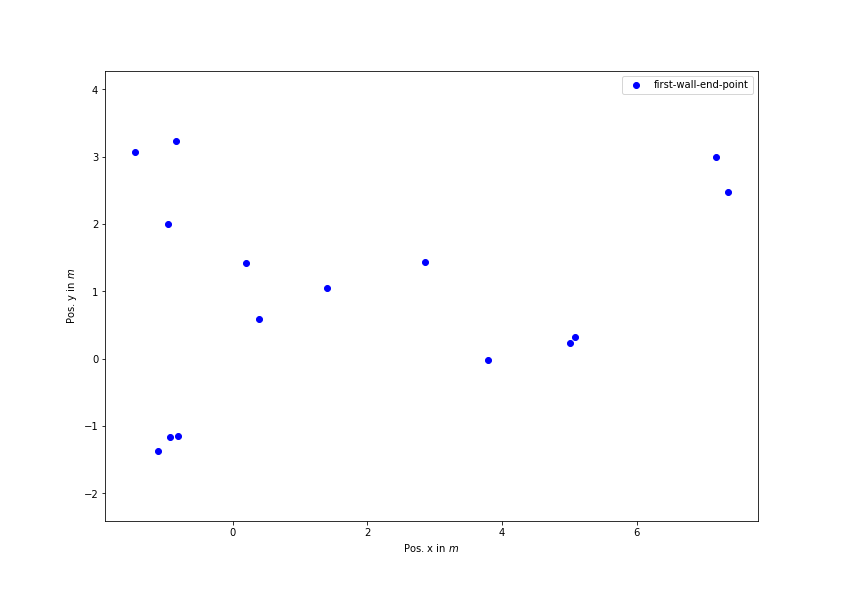 first-wall-end-point
4
3
2
1
0
−1
−2
Pos. y in m
0 2 4 6
Pos. x in m